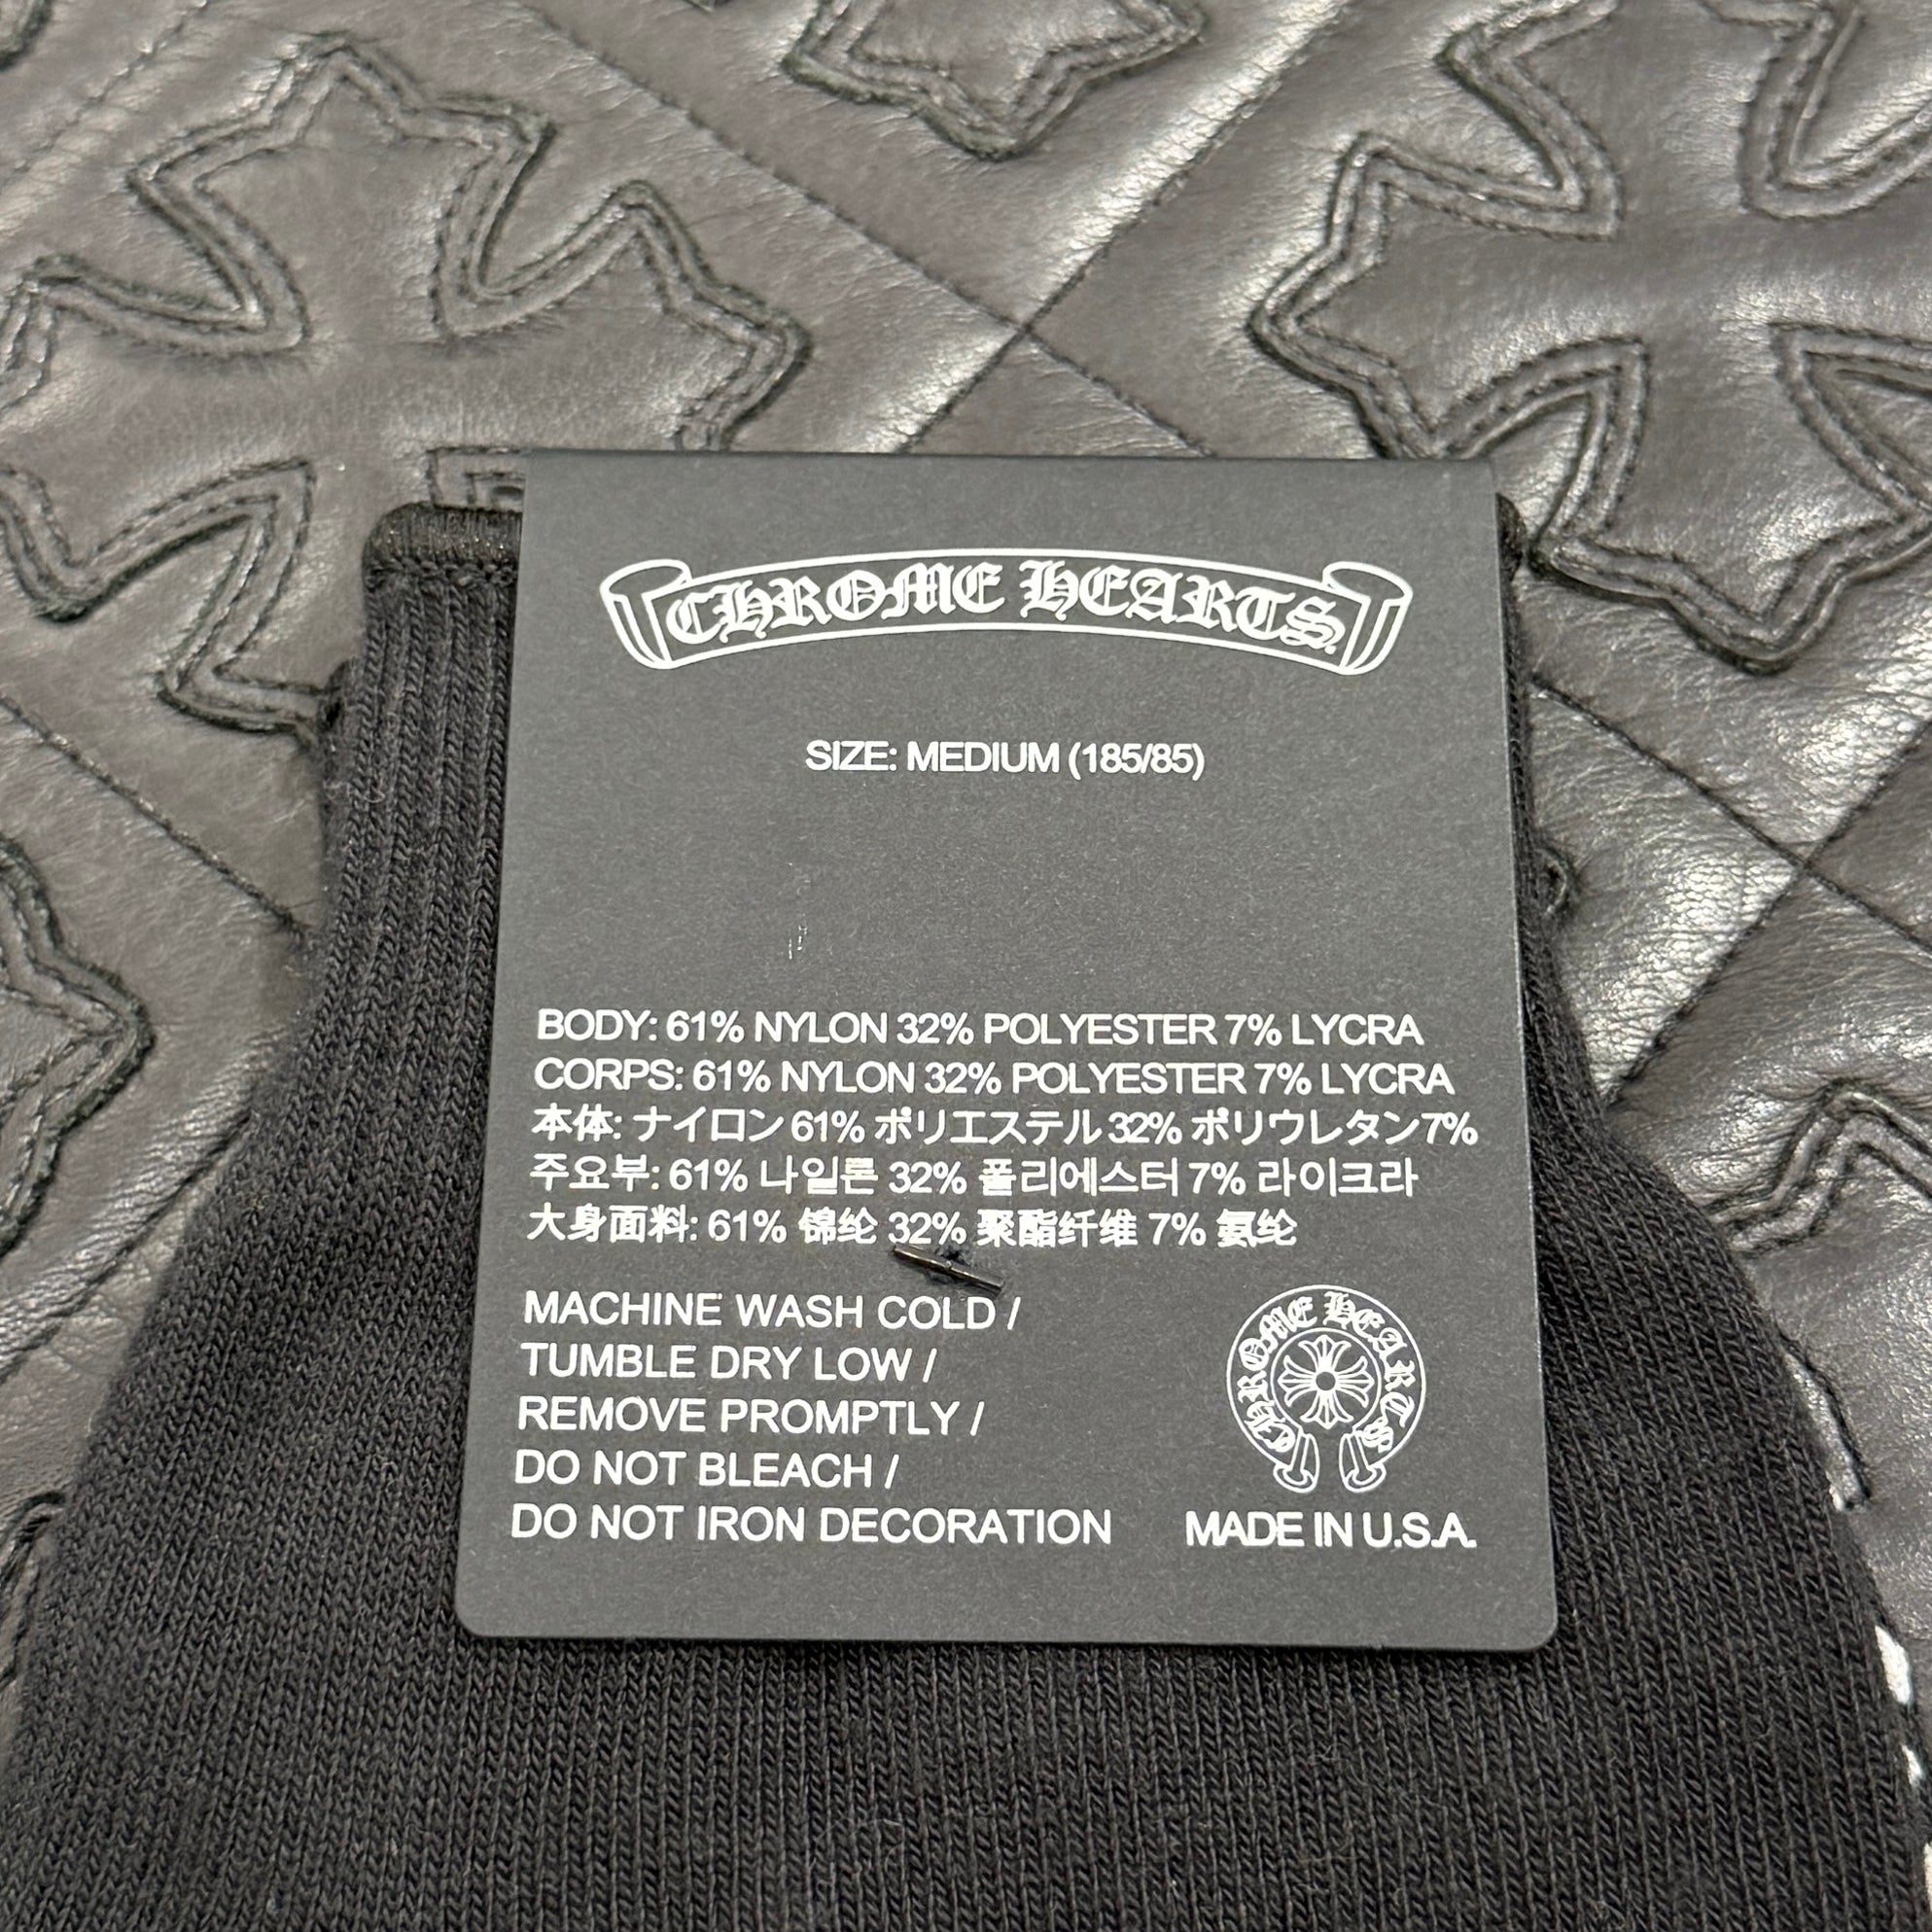 CHROME HEARTS
SIZE: MEDIUM (185/85)
BODY: 61% NYLON 32% POLYESTER 7% LYCRA
CORPS: 61% NYLON 32% POLYESTER 7% LYCRA
本体: ナイロン 61% ポリエステル 32% ポリウレタン 7%
주요부: 61% 나일론 32% 폴리에스터 7% 라이크라
大身面料: 61% 锦纶 32% 聚酯纤维 7% 氨纶
MACHINE WASH COLD /
TUMBLE DRY LOW /
REMOVE PROMPTLY /
DO NOT BLEACH /
DO NOT IRON DECORATION
CHROME HEARTS
MADE IN U.S.A.